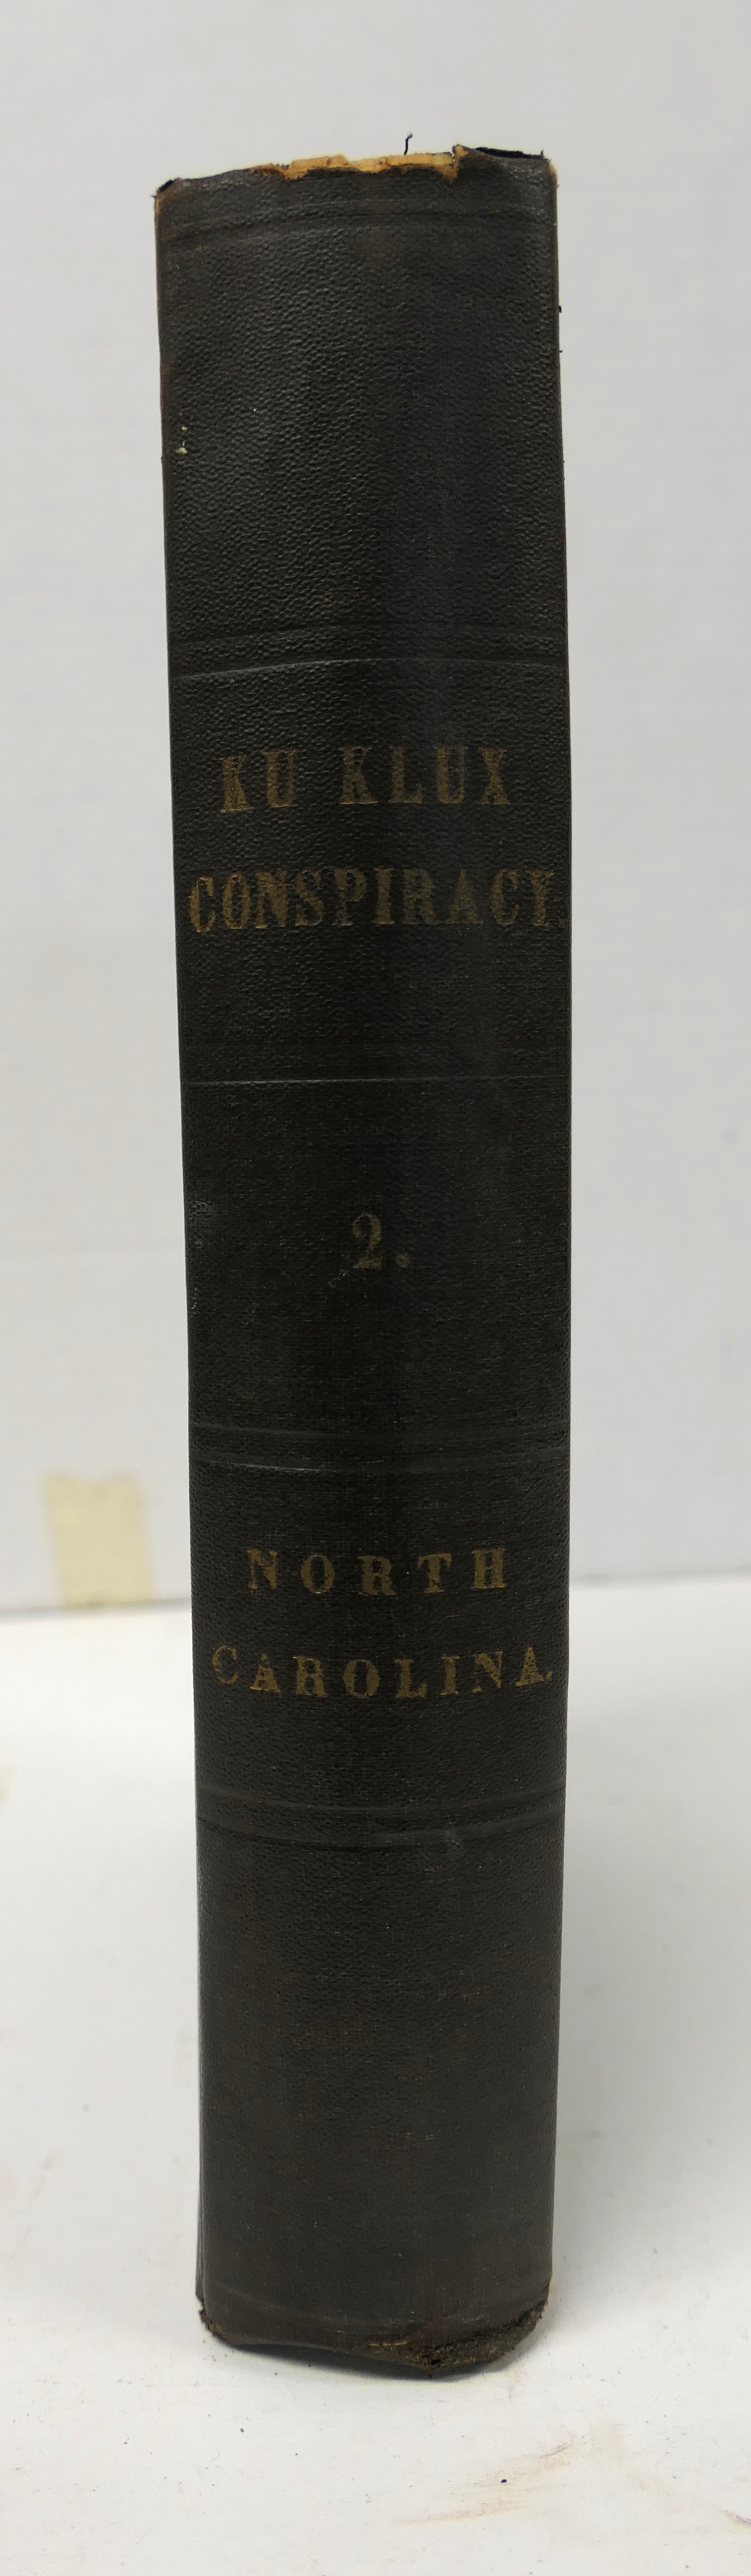 KU KLUX
CONSPIRACY.
2.
NORTH
CAROLINA.